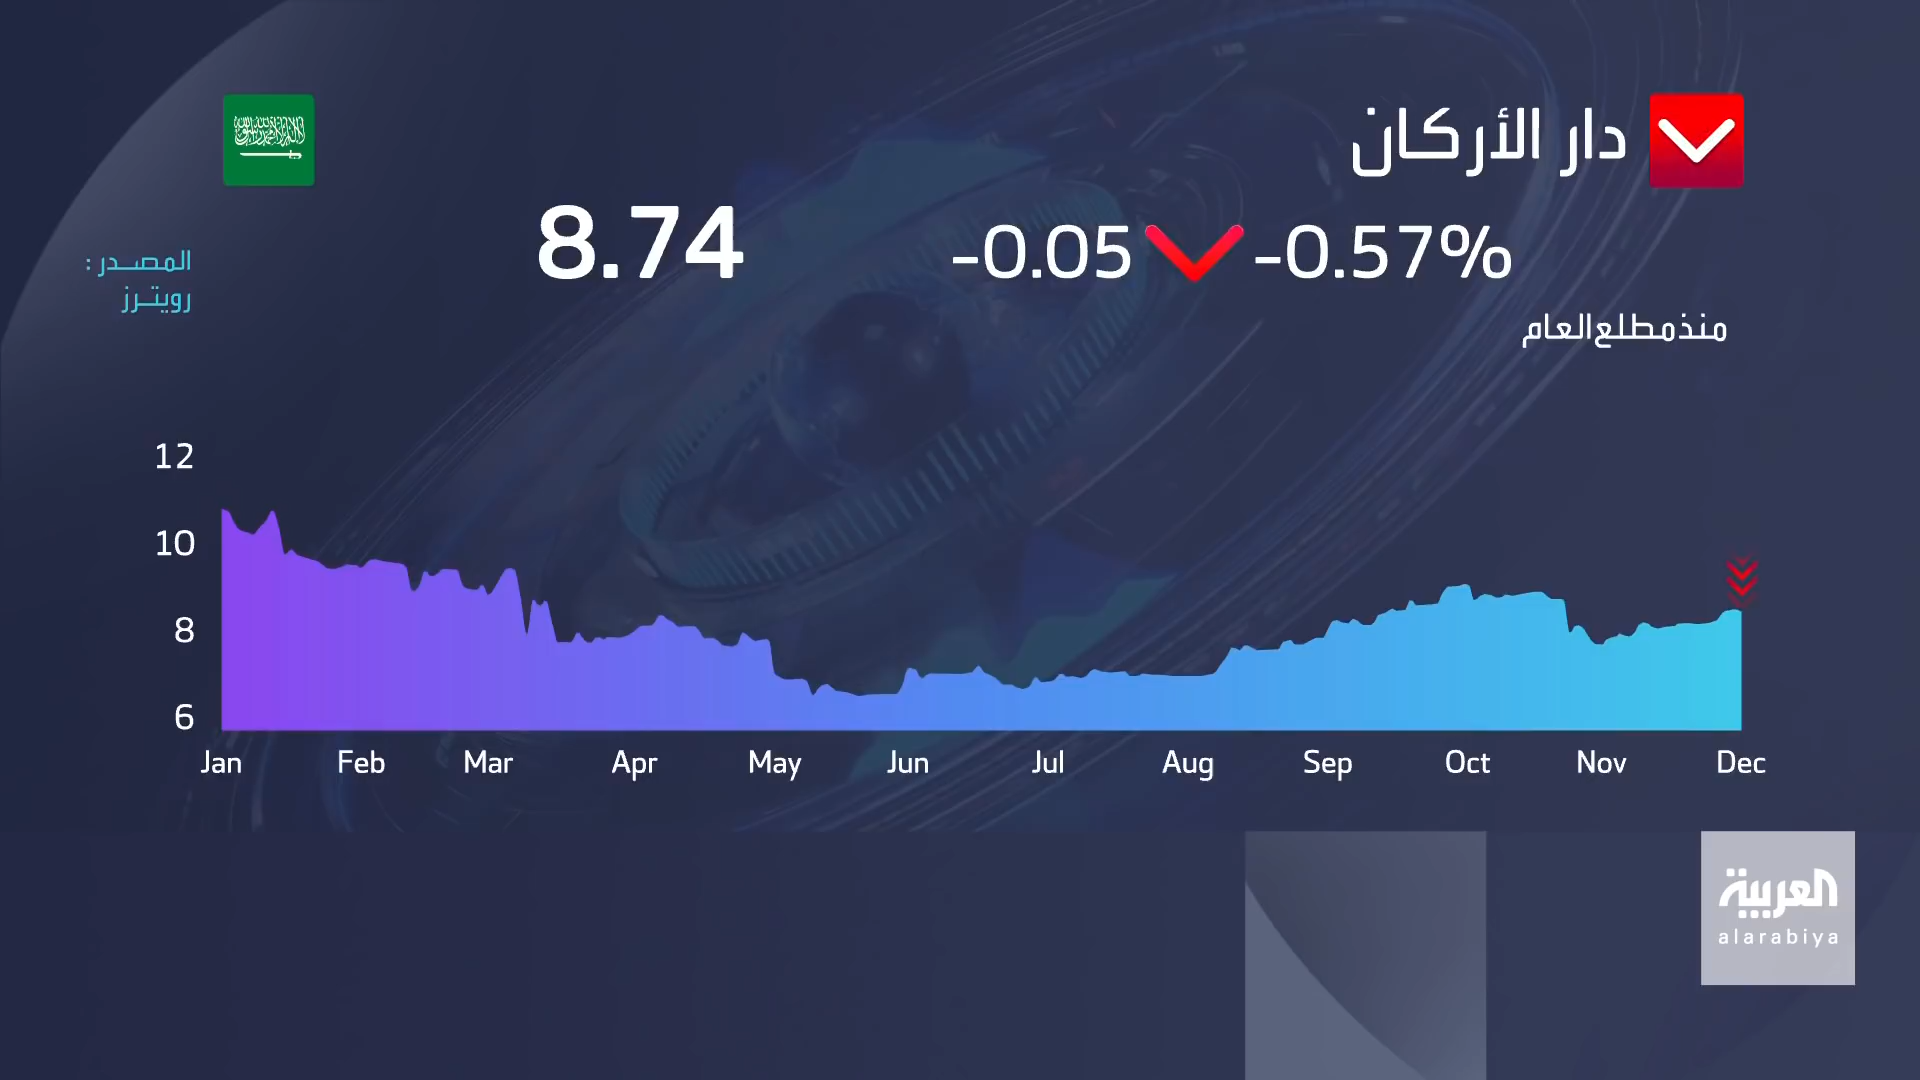 دار الأركان
8.74
-0.05 -0.57%
المصدر :
رويترز
منذ مطلع العام
12
10
8
6
Jan Feb Mar Apr May Jun Jul Aug Sep Oct Nov Dec
العربية
alarabiya